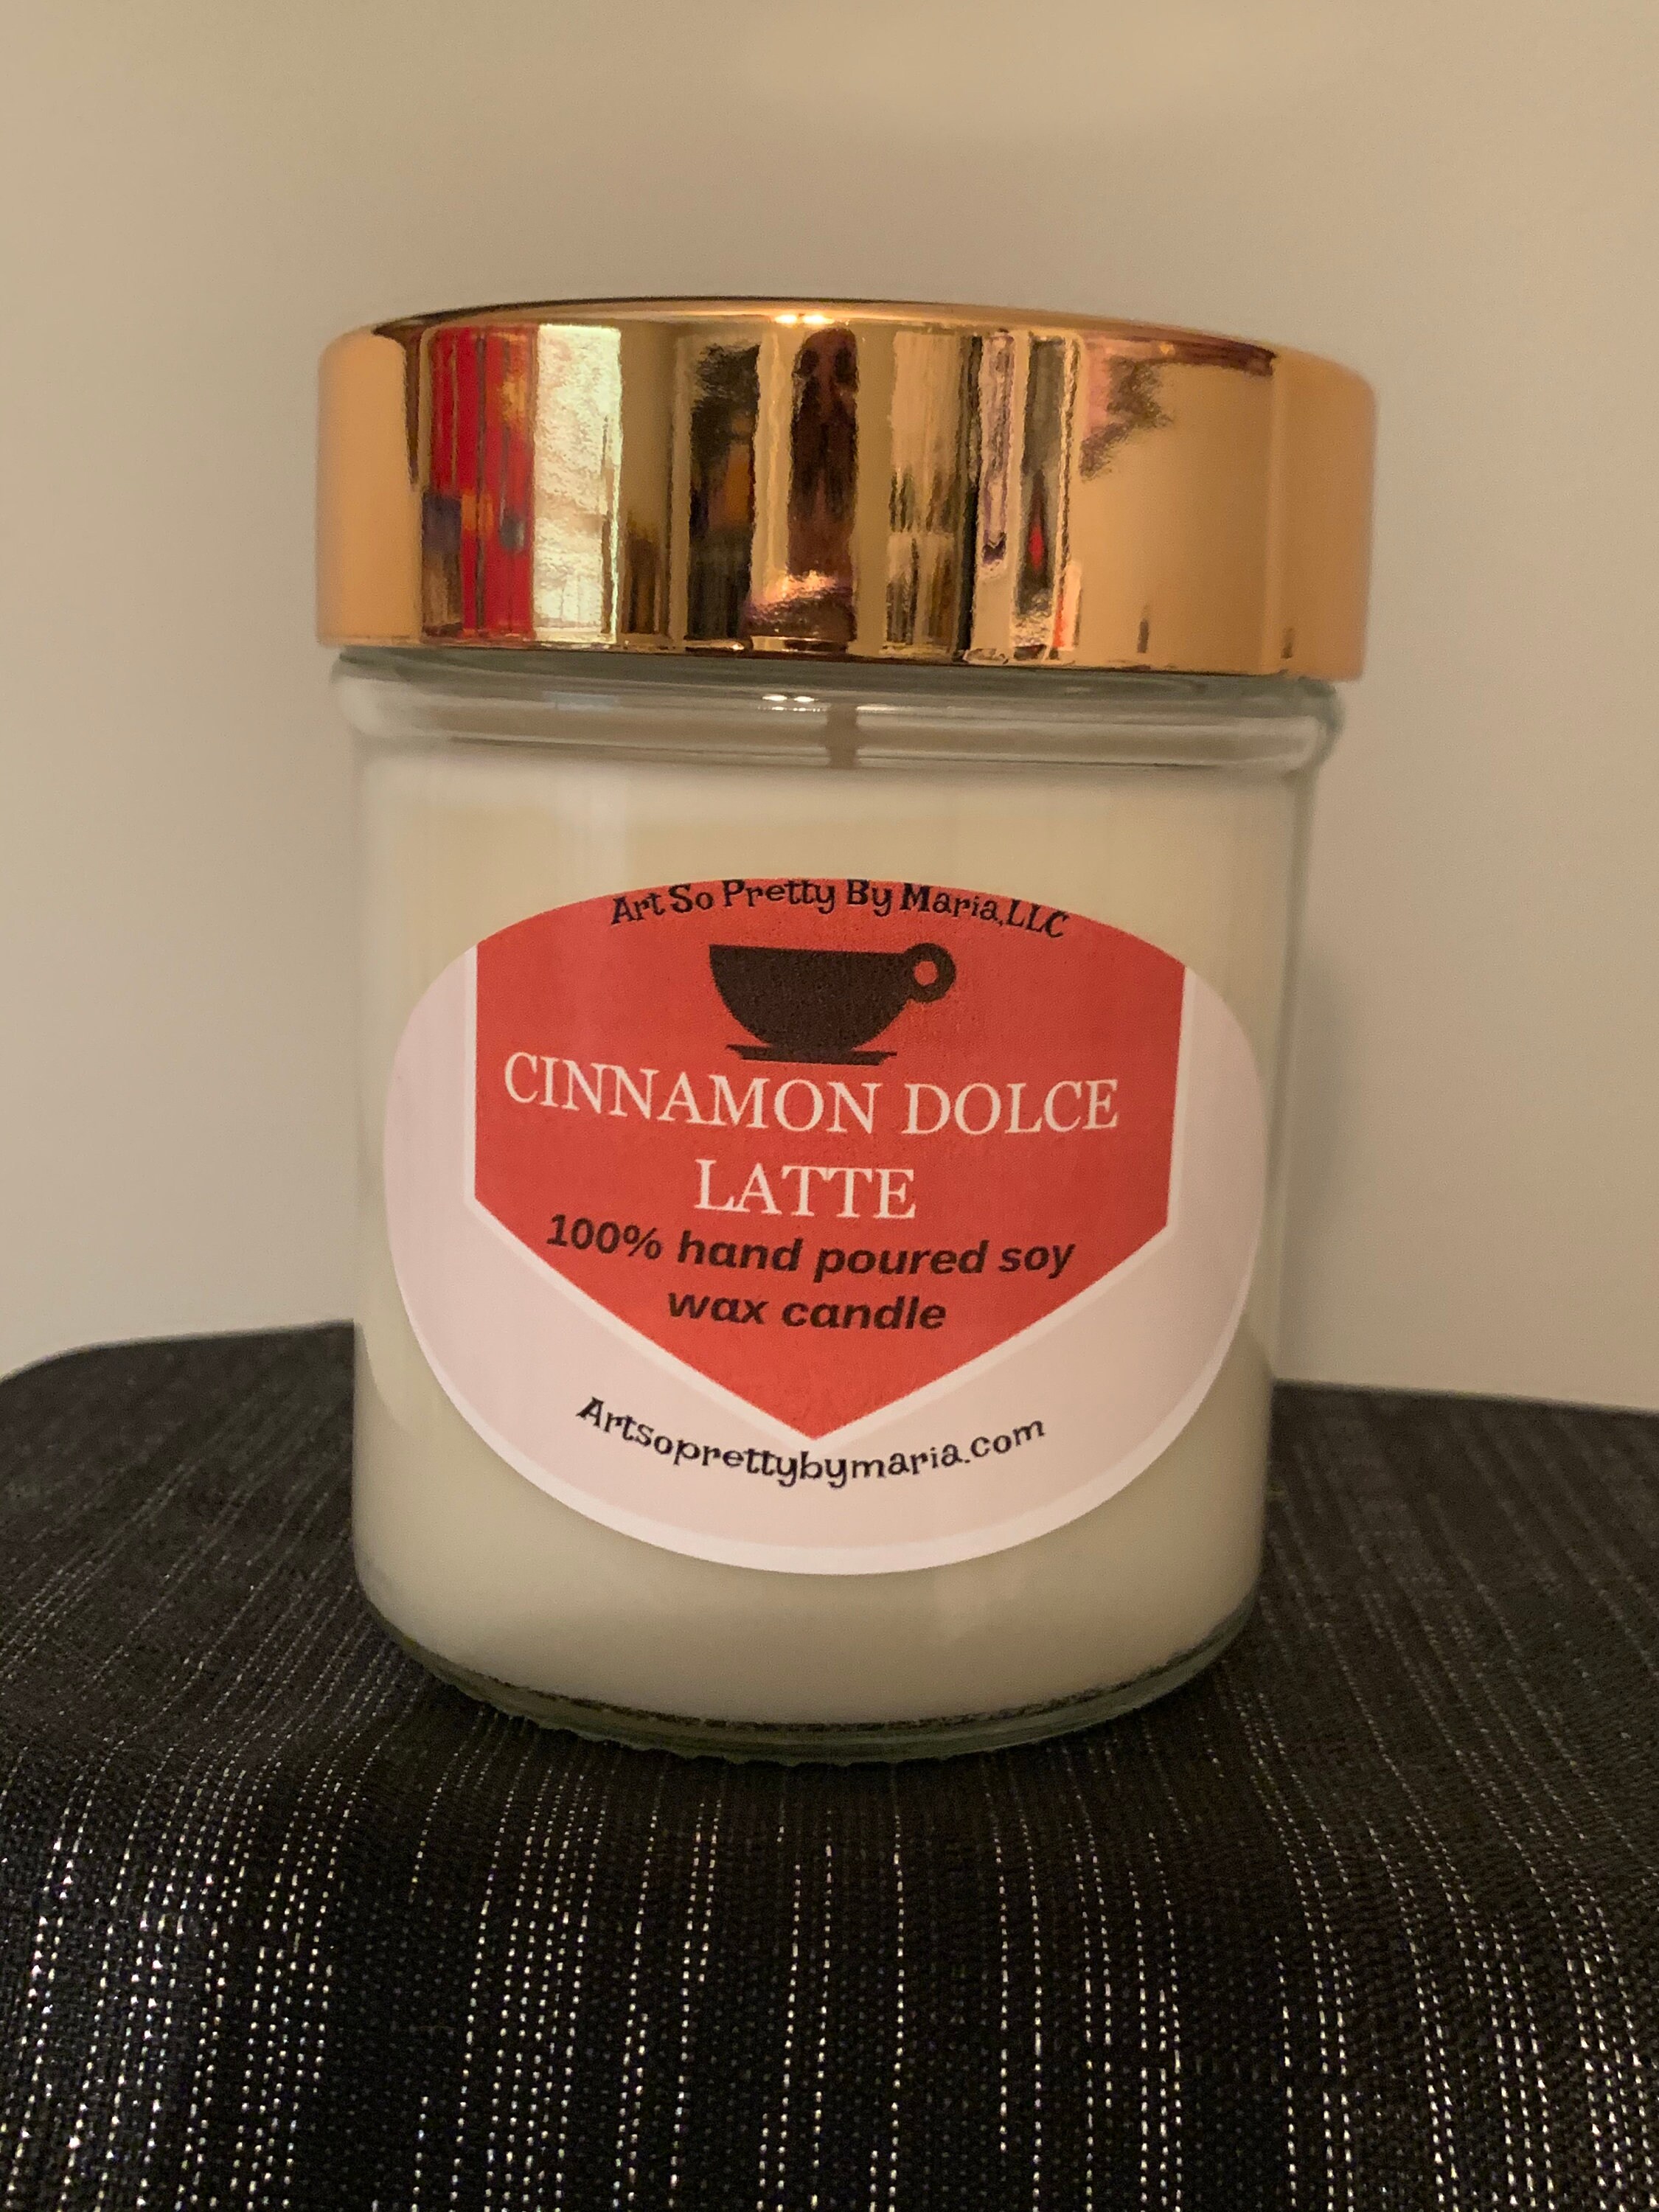 Art So Pretty By Maria,LLC
CINNAMON DOLCE
LATTE
100% hand poured soy
wax candle
Artsoprettybymaria.com